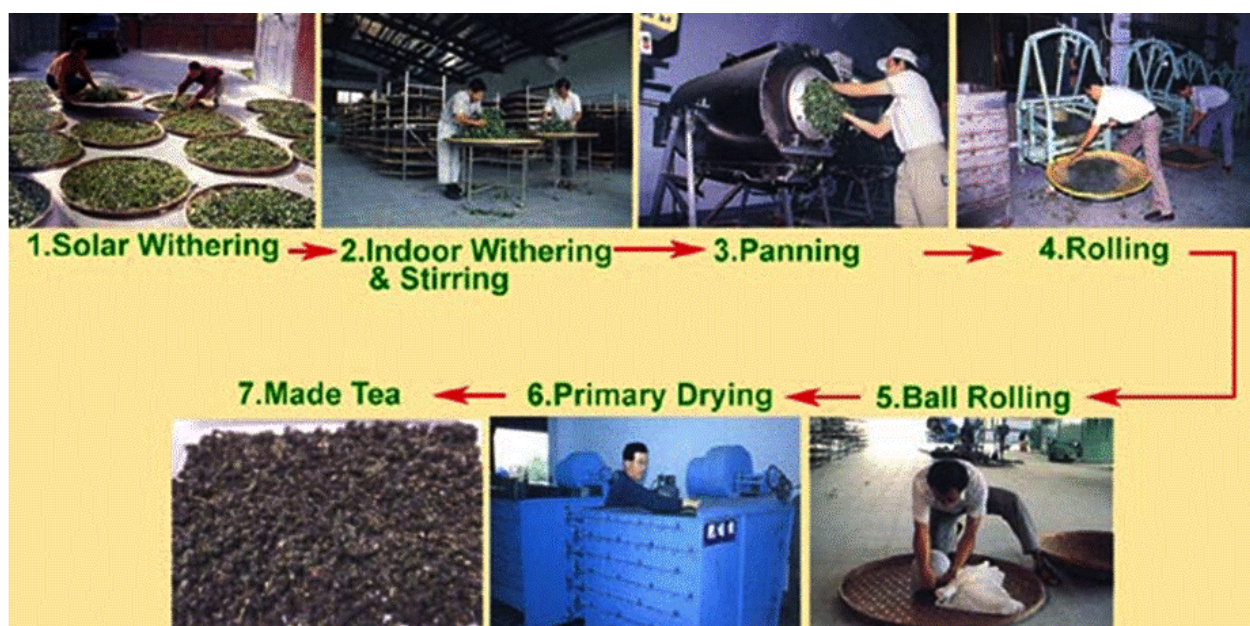 1.Solar Withering
2.Indoor Withering
& Stirring
3.Panning
4.Rolling
5.Ball Rolling
6.Primary Drying
7.Made Tea